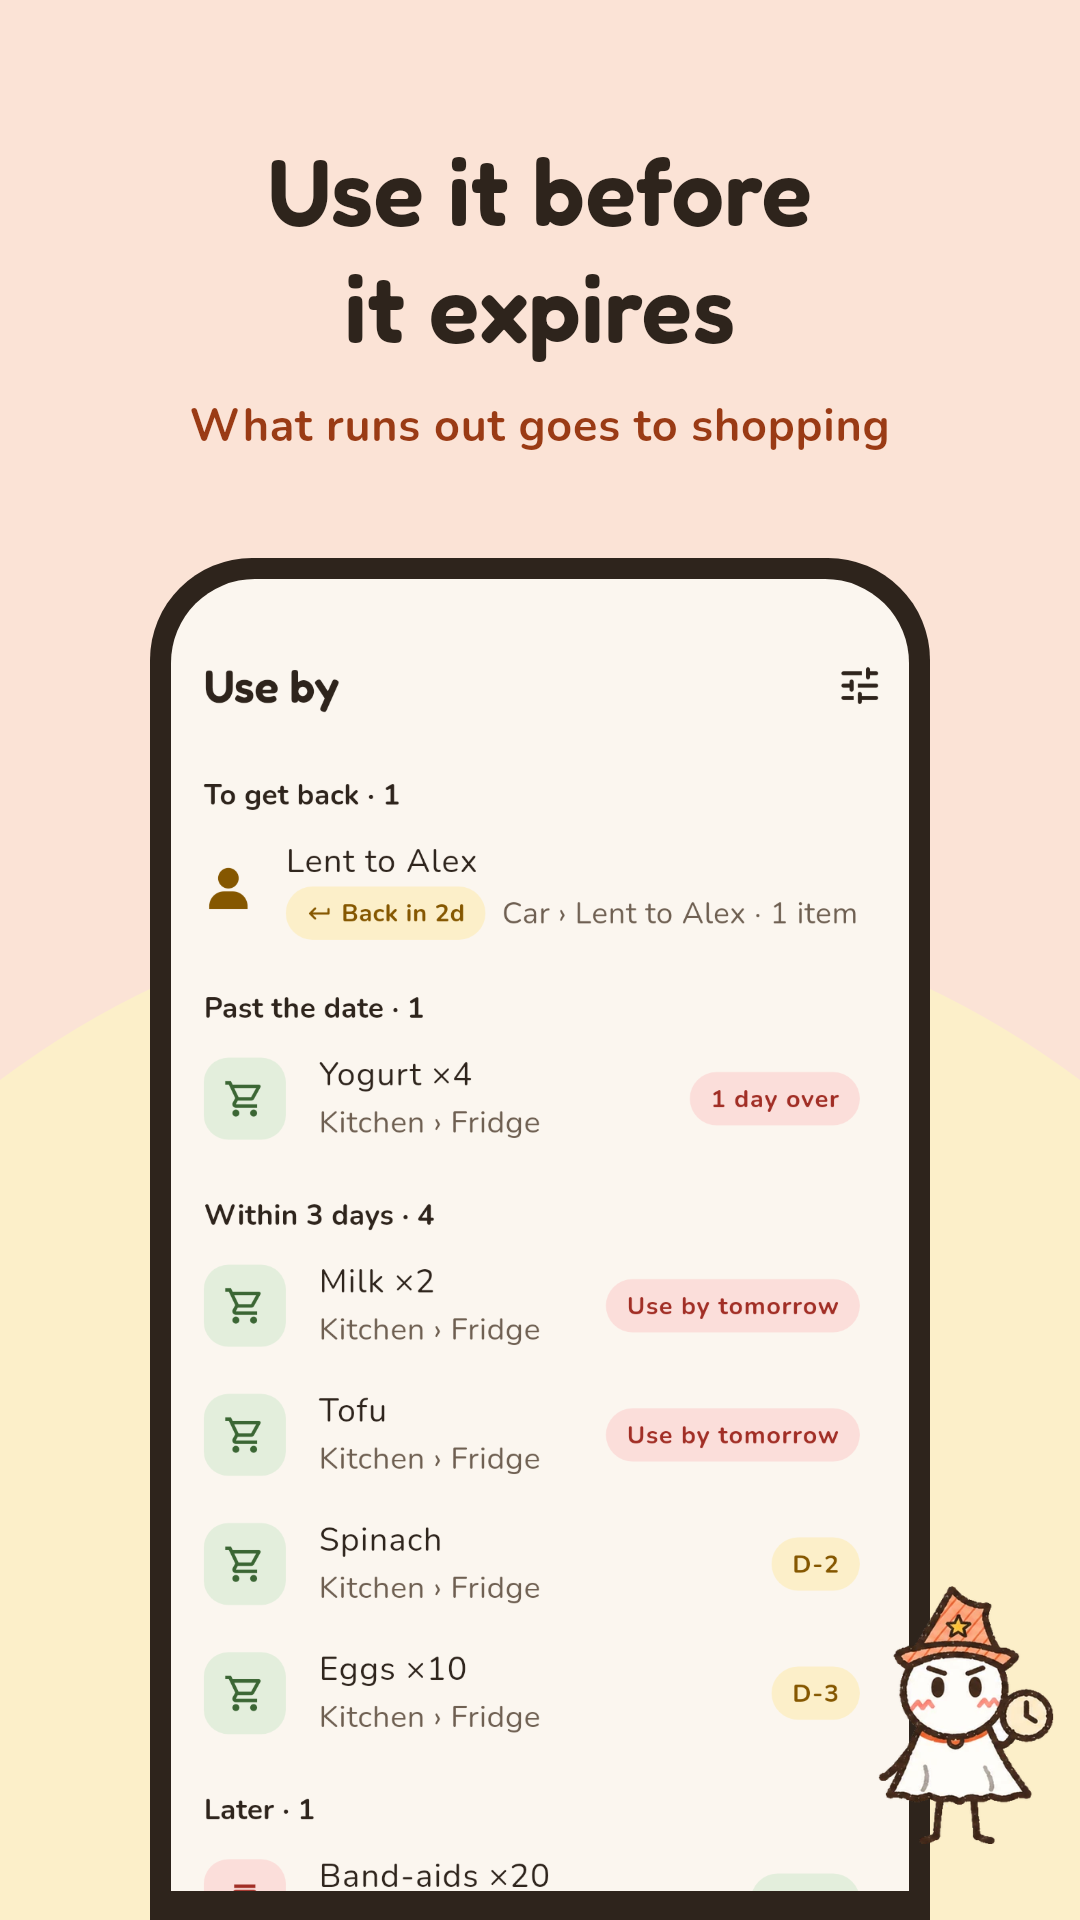 Use it before
it expires
What runs out goes to shopping
Use by
To get back · 1
Lent to Alex
Back in 2d Car › Lent to Alex · 1 item
Past the date · 1
Yogurt ×4
Kitchen › Fridge
1 day over
Within 3 days · 4
Milk ×2
Kitchen › Fridge
Use by tomorrow
Tofu
Kitchen › Fridge
Use by tomorrow
Spinach
Kitchen › Fridge
D-2
Eggs ×10
Kitchen › Fridge
D-3
Later · 1
Band-aids ×20